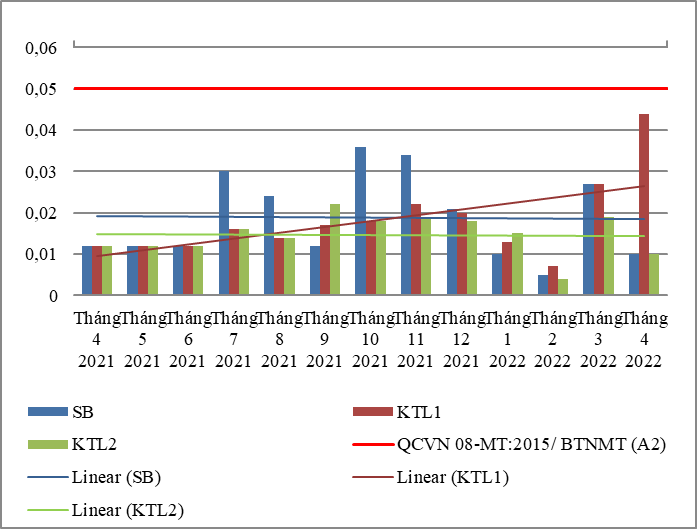 0,06
0,05
0,04
0,03
0,02
0,01
0
Tháng Tháng Tháng Tháng Tháng Tháng Tháng Tháng Tháng Tháng Tháng Tháng Tháng
4 5 6 7 8 9 10 11 12 1 2 3 4
2021 2021 2021 2021 2021 2021 2021 2021 2021 2022 2022 2022 2022
SB KTL1
KTL2 QCVN 08-MT:2015/ BTNMT (A2)
Linear (SB) Linear (KTL1)
Linear (KTL2)